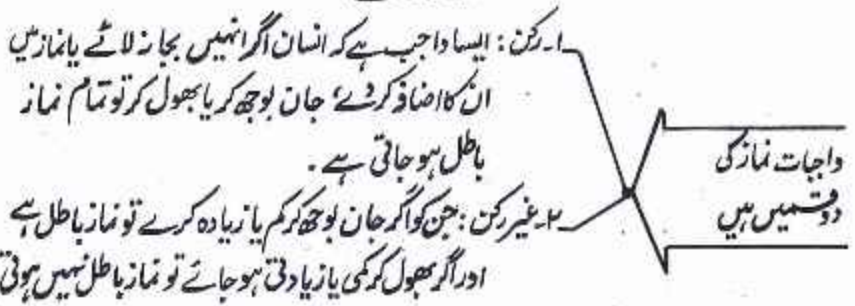 واجبات نماز کی
دو قسمیں ہیں
۱۔ رکن : ایسا واجب ہے کہ انسان اگر انہیں بجا نہ لائے یا نماز میں
ان کا اضافہ کر دے، جان بوجھ کر یا بھول کر تو تمام نماز
باطل ہو جاتی ہے۔
۲۔ غیر رکن : جن کو اگر جان بوجھ کر کم یا زیادہ کرے تو نماز باطل ہے
اور اگر بھول کر کمی یا زیادتی ہو جائے تو نماز باطل نہیں ہوتی